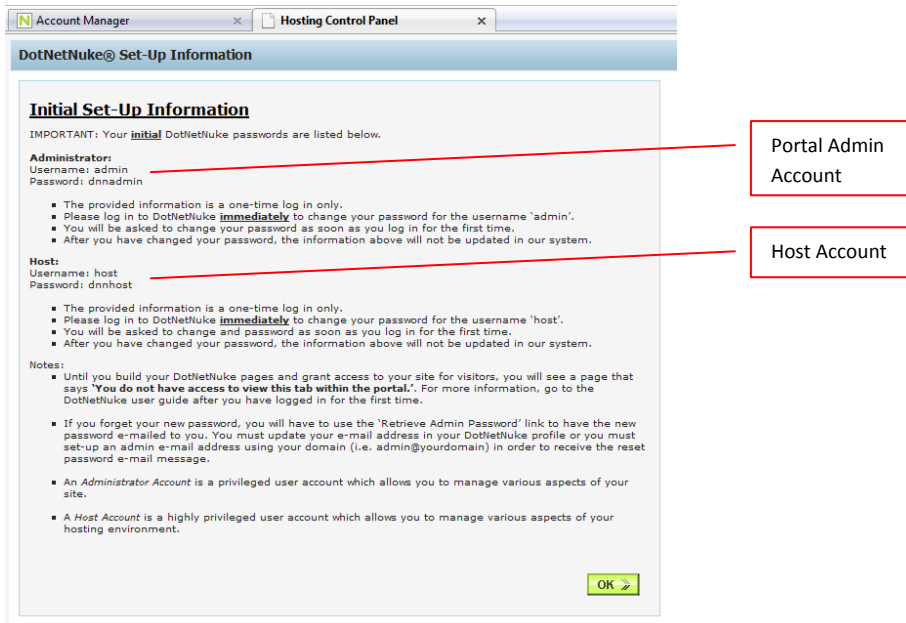 Account Manager
Hosting Control Panel
DotNetNuke® Set-Up Information
Initial Set-Up Information
IMPORTANT: Your initial DotNetNuke passwords are listed below.
Administrator:
Username: admin
Password: dnnadmin
▪ The provided information is a one-time log in only.
▪ Please log in to DotNetNuke immediately to change your password for the username 'admin'.
▪ You will be asked to change your password as soon as you log in for the first time.
▪ After you have changed your password, the information above will not be updated in our system.
Portal Admin
Account
Host:
Username: host
Password: dnnhost
▪ The provided information is a one-time log in only.
▪ Please log in to DotNetNuke immediately to change your password for the username 'host'.
▪ You will be asked to change and password as soon as you log in for the first time.
▪ After you have changed your password, the information above will not be updated in our system.
Host Account
Notes:
▪ Until you build your DotNetNuke pages and grant access to your site for visitors, you will see a page that
says 'You do not have access to view this tab within the portal.'. For more information, go to the
DotNetNuke user guide after you have logged in for the first time.
▪ If you forget your new password, you will have to use the 'Retrieve Admin Password' link to have the new
password e-mailed to you. You must update your e-mail address in your DotNetNuke profile or you must
set-up an admin e-mail address using your domain (i.e. admin@yourdomain) in order to receive the reset
password e-mail message.
▪ An Administrator Account is a privileged user account which allows you to manage various aspects of your
site.
▪ A Host Account is a highly privileged user account which allows you to manage various aspects of your
hosting environment.
OK